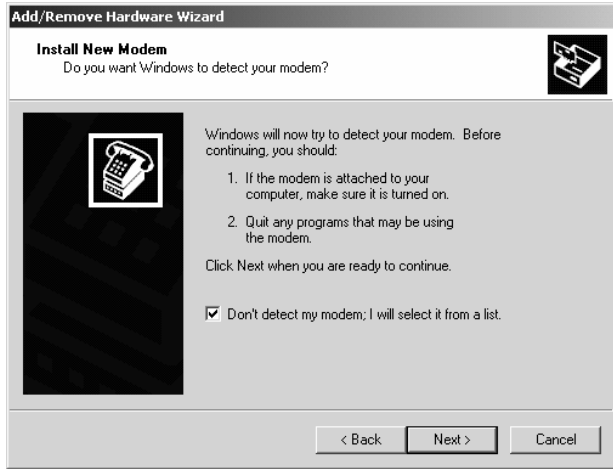 Add/Remove Hardware Wizard
Install New Modem
Do you want Windows to detect your modem?
Windows will now try to detect your modem. Before
continuing, you should:
1. If the modem is attached to your
computer, make sure it is turned on.
2. Quit any programs that may be using
the modem.
Click Next when you are ready to continue.
Don't detect my modem; I will select it from a list.
< Back Next > Cancel